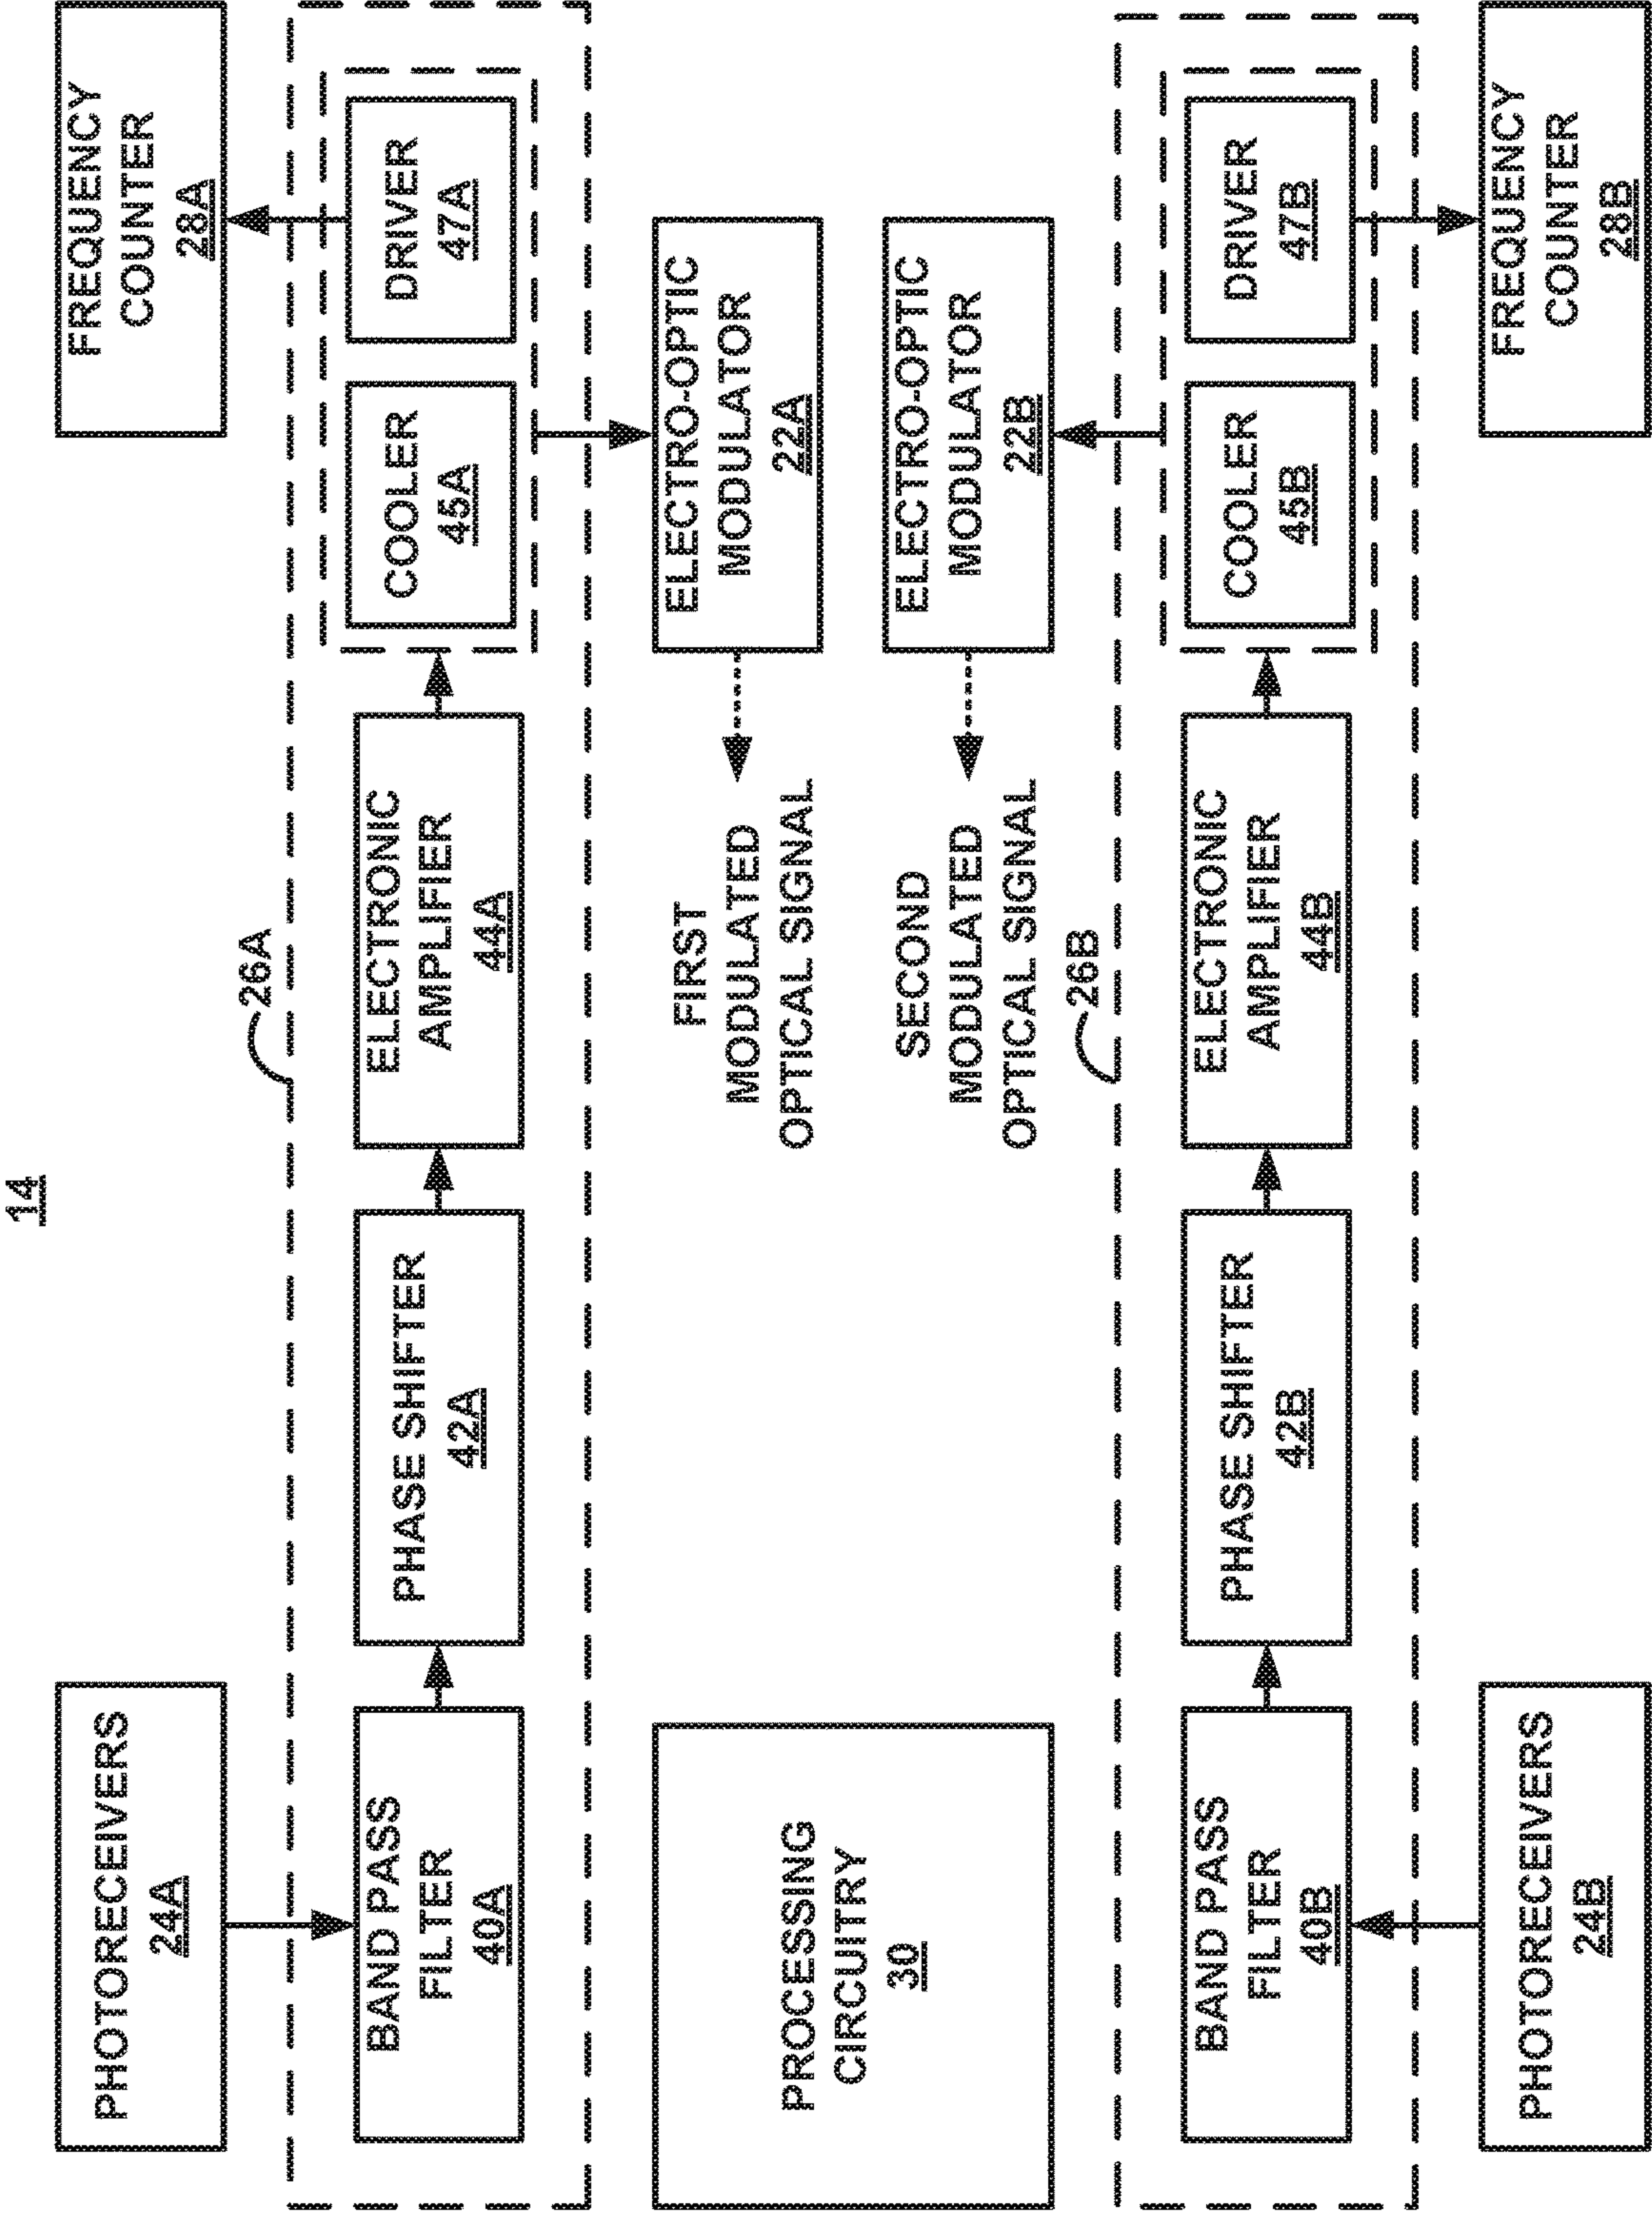 14
PHOTORECEIVERS
24A
FREQUENCY
COUNTER
28A
26A
BAND PASS
FILTER
40A
PHASE SHIFTER
42A
ELECTRONIC
AMPLIFIER
44A
COOLER
45A
DRIVER
47A
PROCESSING
CIRCUITRY
30
FIRST
MODULATED
OPTICAL SIGNAL
ELECTRO-OPTIC
MODULATOR
22A
SECOND
MODULATED
OPTICAL SIGNAL
ELECTRO-OPTIC
MODULATOR
22B
26B
BAND PASS
FILTER
40B
PHASE SHIFTER
42B
ELECTRONIC
AMPLIFIER
44B
COOLER
45B
DRIVER
47B
PHOTORECEIVERS
24B
FREQUENCY
COUNTER
28B